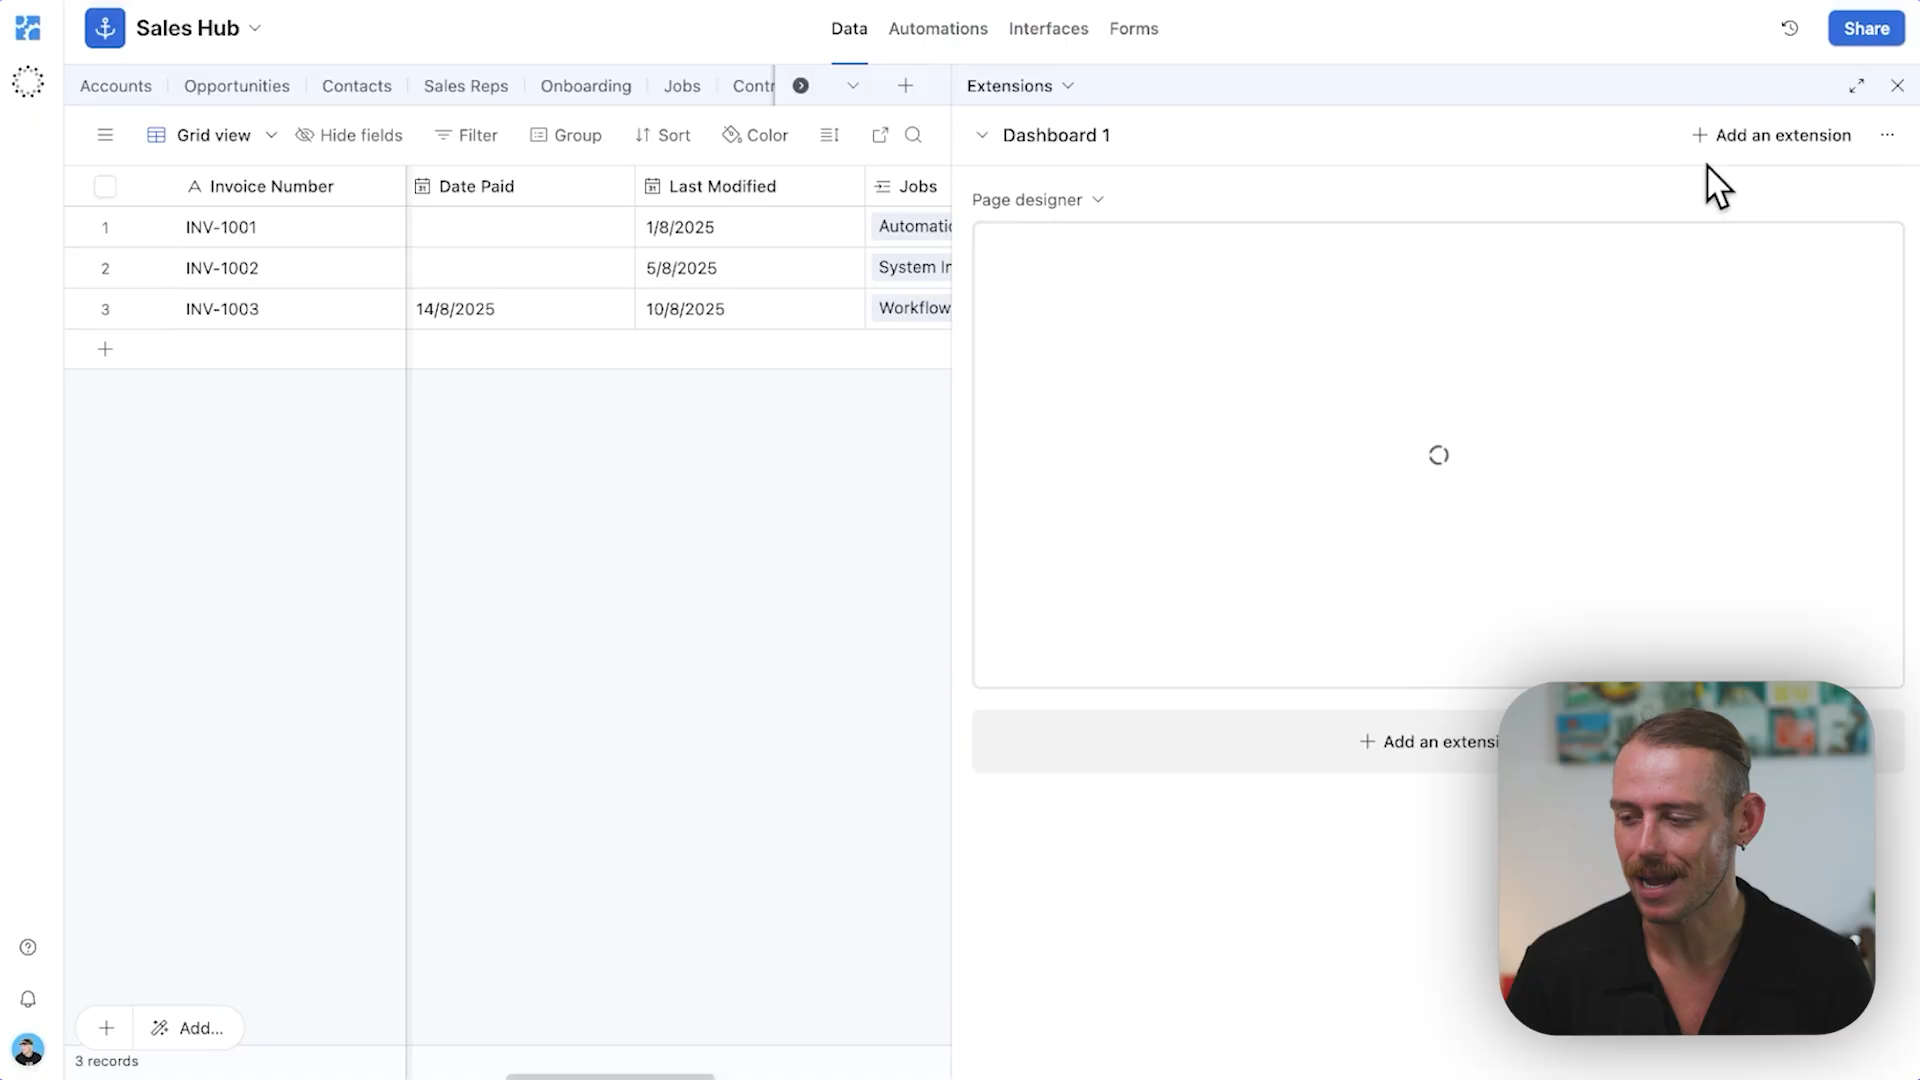 Sales Hub
Data
Automations
Interfaces
Forms
Share
Accounts
Opportunities
Contacts
Sales Reps
Onboarding
Jobs
Contr
Extensions
Grid view
Hide fields
Filter
Group
Sort
Color
Dashboard 1
Add an extension
Invoice Number
Date Paid
Last Modified
Jobs
Page designer
1 INV-1001 1/8/2025 Automatic
2 INV-1002 5/8/2025 System In
3 INV-1003 14/8/2025 10/8/2025 Workflow
Add an extensi
Add...
3 records